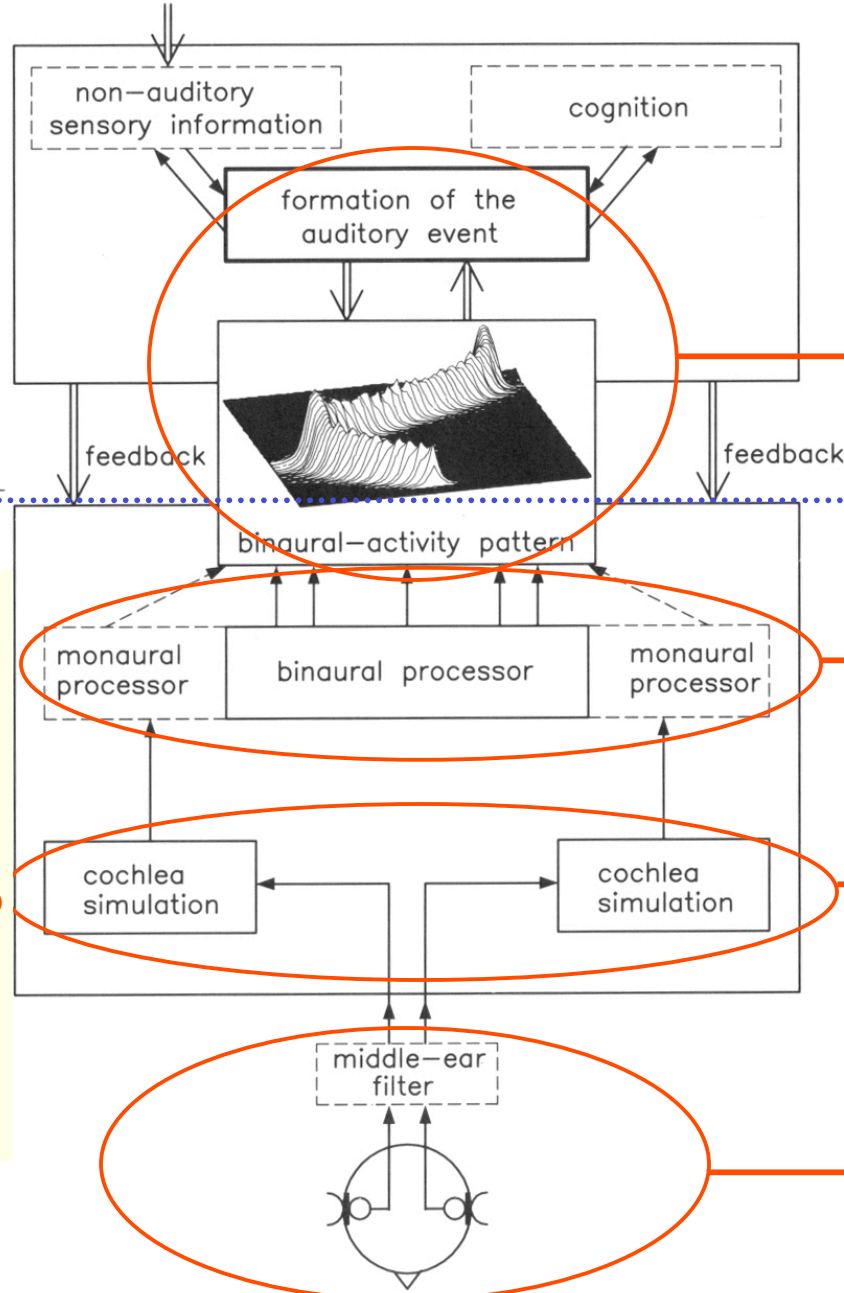 non-auditory
sensory information
cognition
formation of the
auditory event
feedback
feedback
binaural-activity pattern
monaural
processor
binaural processor
monaural
processor
cochlea
simulation
cochlea
simulation
middle-ear
filter